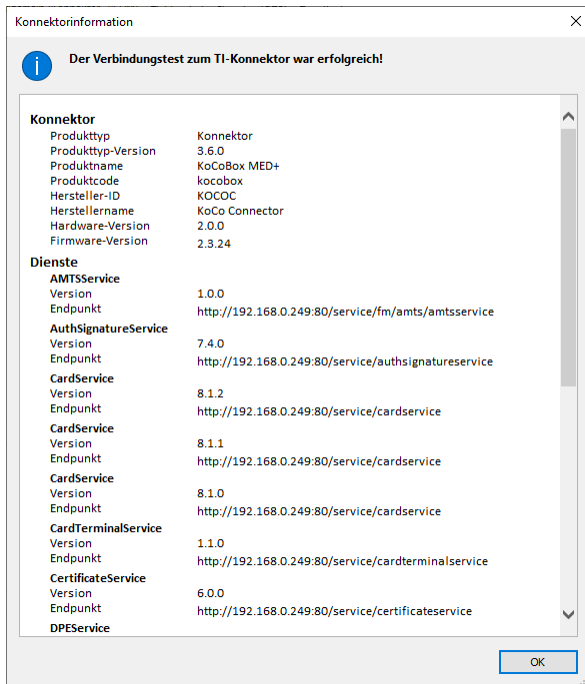 Konnektorinformation
Der Verbindungstest zum TI-Konnektor war erfolgreich!
Konnektor
Produkttyp Konnektor
Produkttyp-Version 3.6.0
Produktname KoCoBox MED+
Produktcode kocobox
Hersteller-ID KOCOC
Herstellername KoCo Connector
Hardware-Version 2.0.0
Firmware-Version 2.3.24
Dienste
AMTSService
Version 1.0.0
Endpunkt http://192.168.0.249:80/service/fm/amts/amtsservice
AuthSignatureService
Version 7.4.0
Endpunkt http://192.168.0.249:80/service/authsignatureservice
CardService
Version 8.1.2
Endpunkt http://192.168.0.249:80/service/cardservice
CardService
Version 8.1.1
Endpunkt http://192.168.0.249:80/service/cardservice
CardService
Version 8.1.0
Endpunkt http://192.168.0.249:80/service/cardservice
CardTerminalService
Version 1.1.0
Endpunkt http://192.168.0.249:80/service/cardterminalservice
CertificateService
Version 6.0.0
Endpunkt http://192.168.0.249:80/service/certificateservice
DPEService
OK